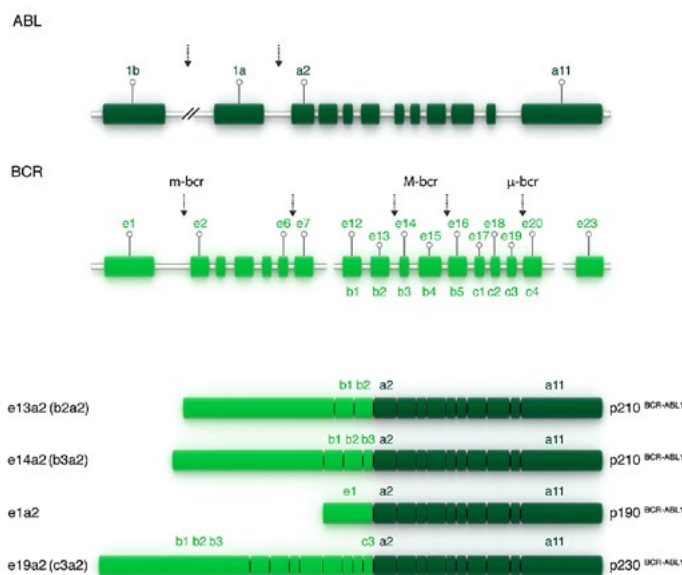 ABL
1b 1a a2 a11
BCR
m-bcr M-bcr μ-bcr
e1 e2 e6 e7 e12 e13 e14 e15 e16 e17 e18 e19 e20 e23
b1 b2 b3 b4 b5 c1 c2 c3 c4
b1 b2 a2 a11
e13a2 (b2a2) p210 BCR-ABL1
b1 b2 b3 a2 a11
e14a2 (b3a2) p210 BCR-ABL1
e1 a2 a11
e1a2 p190 BCR-ABL1
b1 b2 b3 c3 a2 a11
e19a2 (c3a2) p230 BCR-ABL1